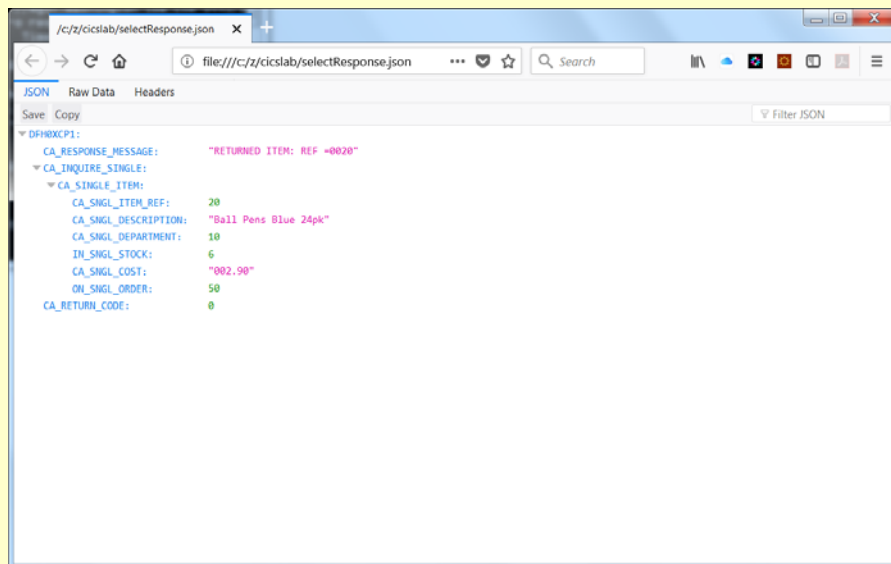 /c:/z/cicslab/selectResponse.json
file:///c:/z/cicslab/selectResponse.json
Search
JSON Raw Data Headers
Save Copy
Filter JSON
DFH0XCP1:
CA_RESPONSE_MESSAGE: "RETURNED ITEM: REF =0020"
CA_INQUIRE_SINGLE:
CA_SINGLE_ITEM:
CA_SNGL_ITEM_REF: 20
CA_SNGL_DESCRIPTION: "Ball Pens Blue 24pk"
CA_SNGL_DEPARTMENT: 10
IN_SNGL_STOCK: 6
CA_SNGL_COST: "002.90"
ON_SNGL_ORDER: 50
CA_RETURN_CODE: 0